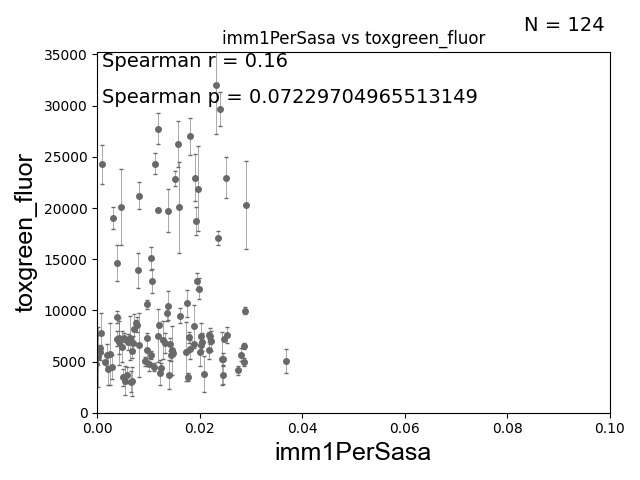 N = 124
imm1PerSasa vs toxgreen_fluor
Spearman r = 0.16
Spearman p = 0.07229704965513149
35000
30000
25000
20000
15000
10000
5000
0
toxgreen_fluor
0.00 0.02 0.04 0.06 0.08 0.10
imm1PerSasa